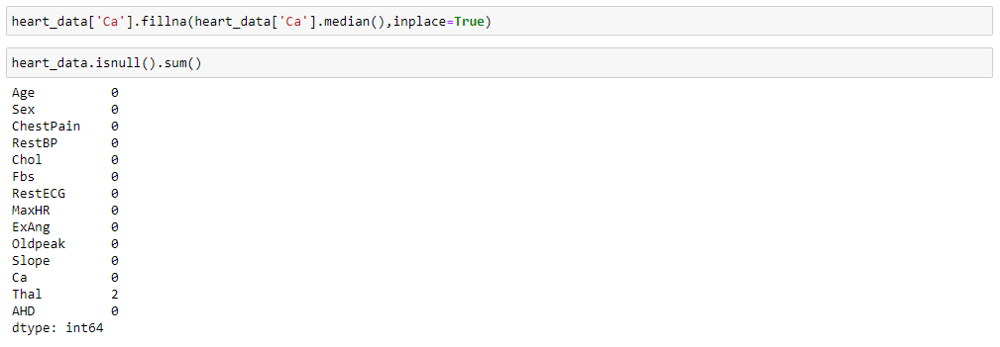 heart_data['Ca'].fillna(heart_data['Ca'].median(),inplace=True)
heart_data.isnull().sum()
Age 0
Sex 0
ChestPain 0
RestBP 0
Chol 0
Fbs 0
RestECG 0
MaxHR 0
ExAng 0
Oldpeak 0
Slope 0
Ca 0
Thal 2
AHD 0
dtype: int64